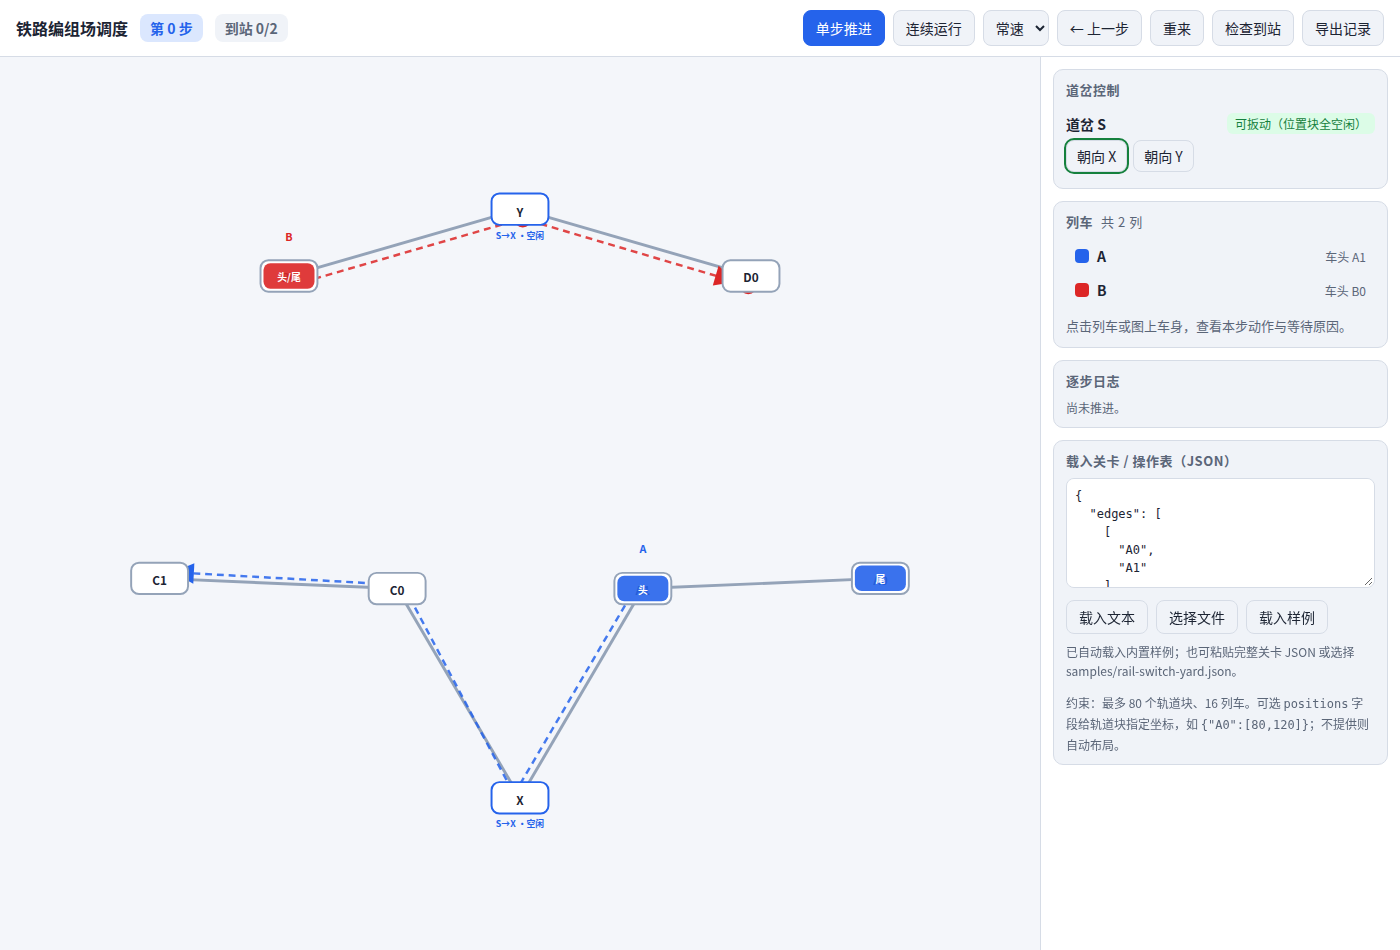 铁路编组场调度
第 0 步
到站 0/2
单步推进
连续运行
常速
← 上一步
重来
检查到站
导出记录
Y
S→X · 空闲
B
头/尾
D0
C1
C0
A
头
尾
X
S→X · 空闲
道岔控制
道岔 S
可扳动（位置块全空闲）
朝向 X
朝向 Y
列车 共 2 列
A
车头 A1
B
车头 B0
点击列车或图上车身，查看本步动作与等待原因。
逐步日志
尚未推进。
载入关卡 / 操作表（JSON）
{
"edges": [
[
"A0",
"A1"
]
载入文本
选择文件
载入样例
已自动载入内置样例；也可粘贴完整关卡 JSON 或选择
samples/rail-switch-yard.json。
约束：最多 80 个轨道块、16 列车。可选 positions 字
段给轨道块指定坐标，如 {"A0":[80,120]}；不提供则
自动布局。